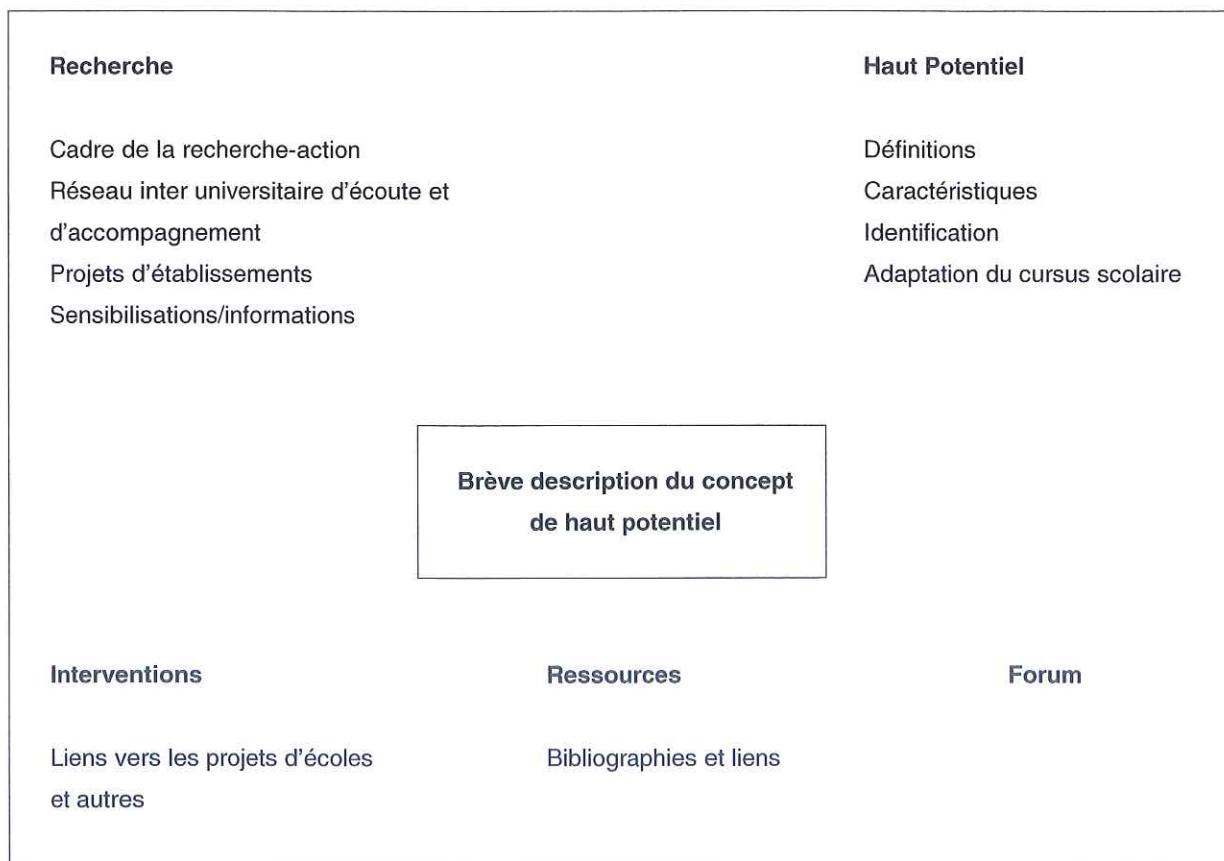 Recherche
Cadre de la recherche-action
Réseau inter universitaire d'écoute et
d'accompagnement
Projets d'établissements
Sensibilisations/informations
Haut Potentiel
Définitions
Caractéristiques
Identification
Adaptation du cursus scolaire
Brève description du concept
de haut potentiel
Interventions
Liens vers les projets d'écoles
et autres
Ressources
Bibliographies et liens
Forum